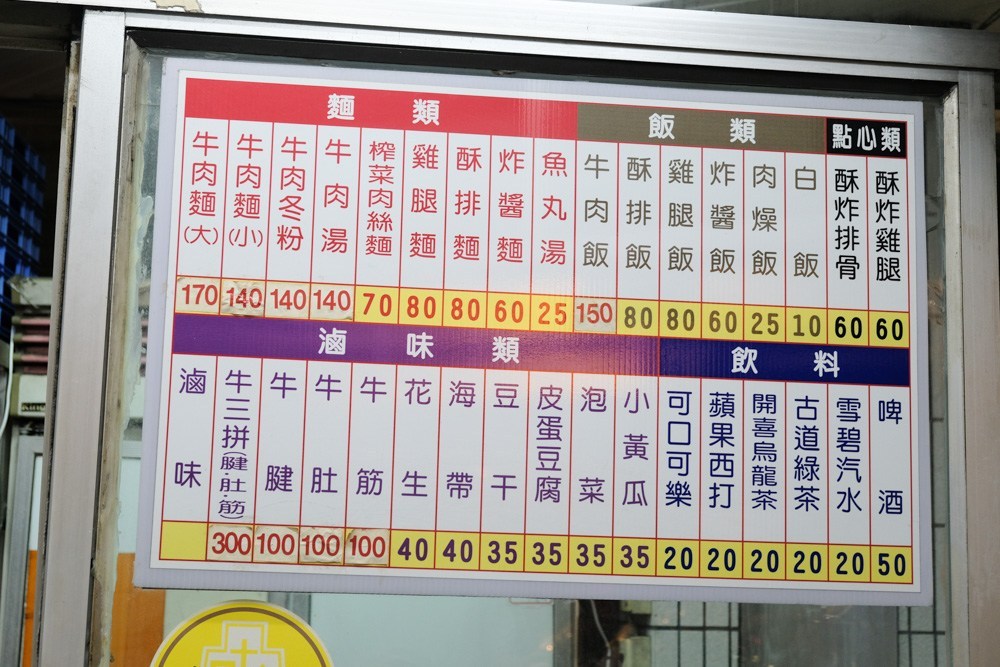 麵類
牛肉麵(大) 170
牛肉麵(小) 140
牛肉冬粉 140
牛肉湯 140
榨菜肉絲麵 70
雞腿麵 80
酥排麵 80
炸醬麵 60
魚丸湯 25
飯類
牛肉飯 150
酥排飯 80
雞腿飯 80
炸醬飯 60
肉燥飯 25
白飯 10
點心類
酥炸排骨 60
酥炸雞腿 60
滷味類
滷味
牛三拼(腱·肚·筋) 300
牛腱 100
牛肚 100
牛筋 100
花生 40
海帶 40
豆干 35
皮蛋豆腐 35
泡菜 35
小黃瓜 35
飲料
可口可樂 20
蘋果西打 20
開喜烏龍茶 20
古道綠茶 20
雪碧汽水 20
啤酒 50